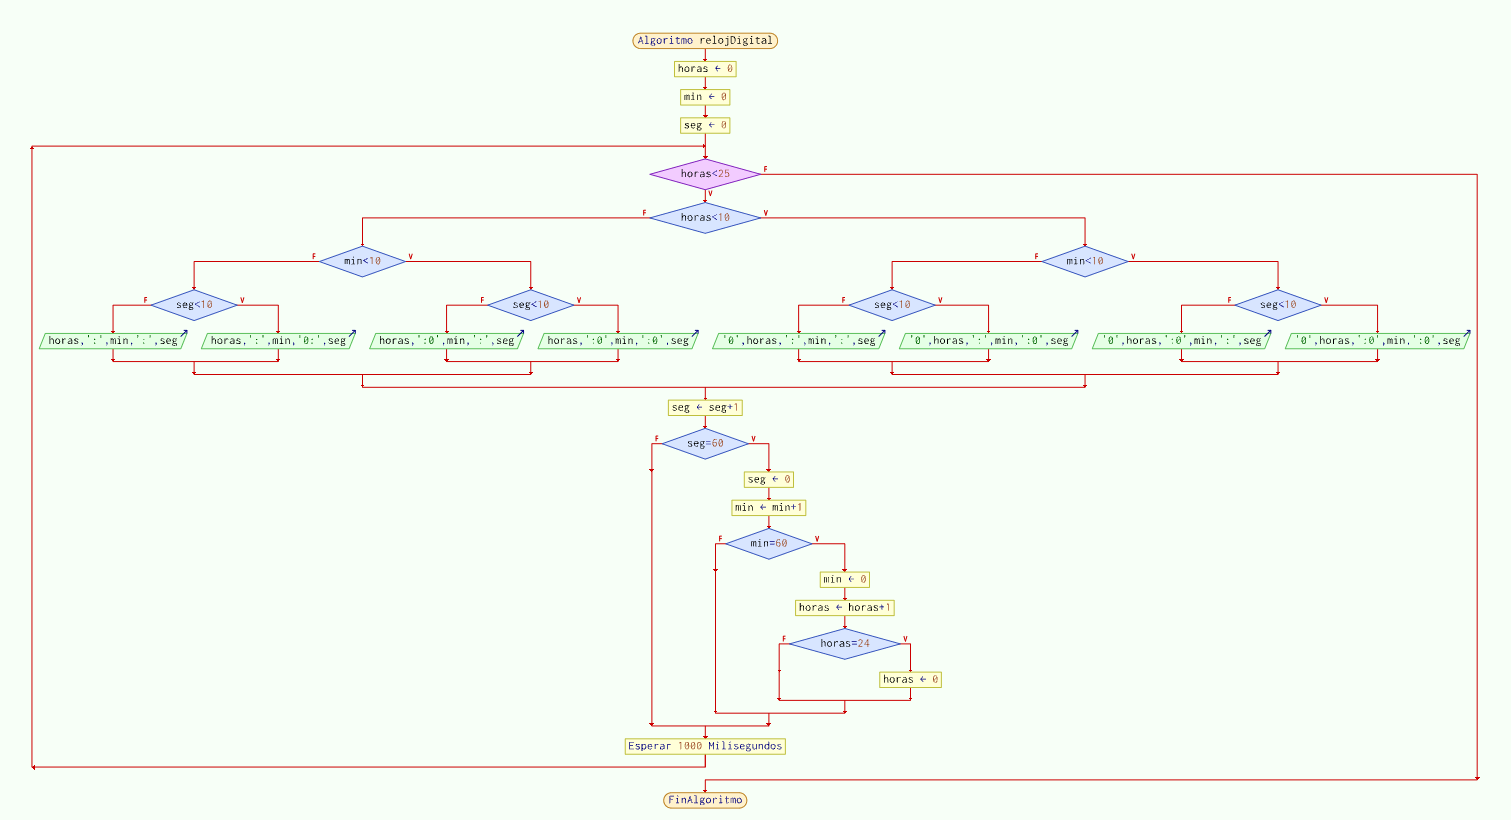 Algoritmo relojDigital
horas ← 0
min ← 0
seg ← 0
horas<25
F
V
horas<10
F
V
min<10
F
V
min<10
F
V
seg<10
F
V
seg<10
F
V
seg<10
F
V
seg<10
F
V
horas,':',min,':',seg
horas,':',min,'0:',seg
horas,':0',min,':',seg
horas,':0',min,':0',seg
'0',horas,':',min,':',seg
'0',horas,':',min,':0',seg
'0',horas,':0',min,':',seg
'0',horas,':0',min,':0',seg
seg ← seg+1
seg=60
F
V
seg ← 0
min ← min+1
min=60
F
V
min ← 0
horas ← horas+1
horas=24
F
V
horas ← 0
Esperar 1000 Milisegundos
FinAlgoritmo